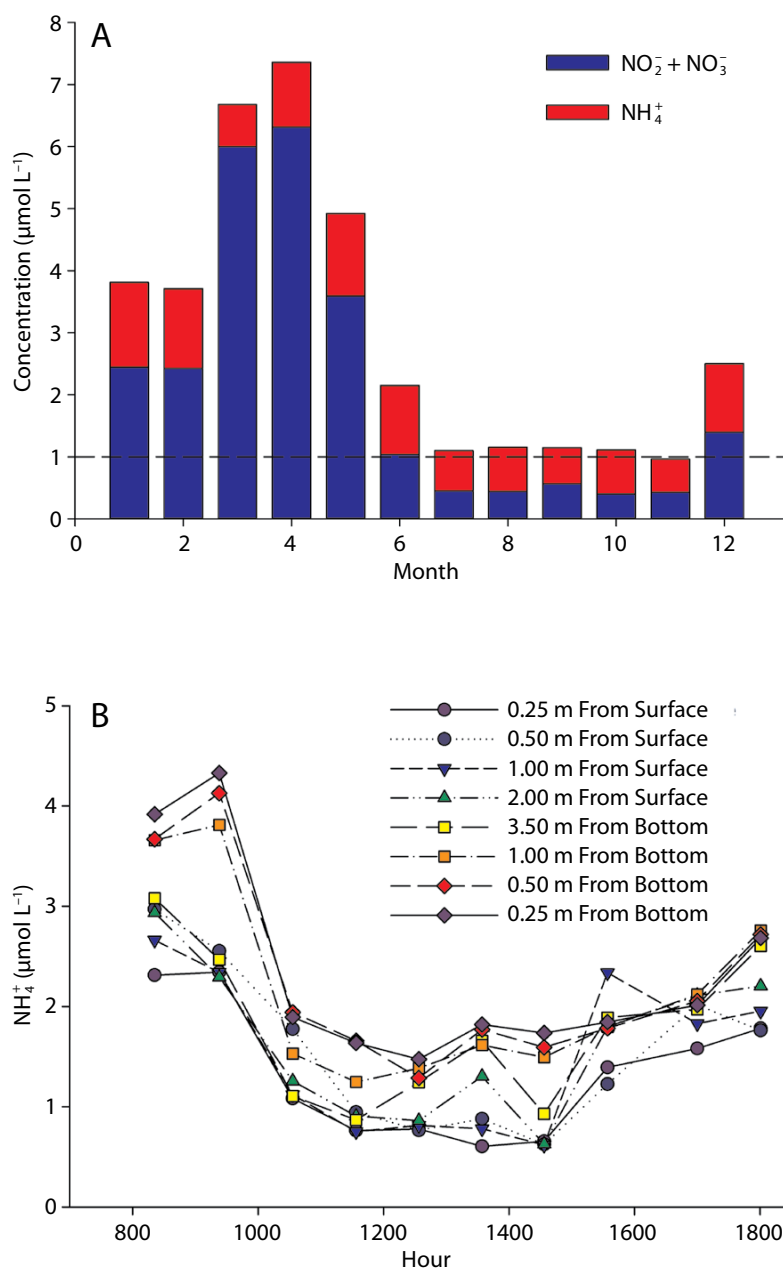 A
8
7
6
5
4
3
2
1
0
Concentration (µmol L⁻¹)
NO₂⁻ + NO₃⁻
NH₄⁺
0 2 4 6 8 10 12
Month
B
5
4
3
2
1
0
NH₄⁺ (µmol L⁻¹)
0.25 m From Surface
0.50 m From Surface
1.00 m From Surface
2.00 m From Surface
3.50 m From Bottom
1.00 m From Bottom
0.50 m From Bottom
0.25 m From Bottom
800 1000 1200 1400 1600 1800
Hour